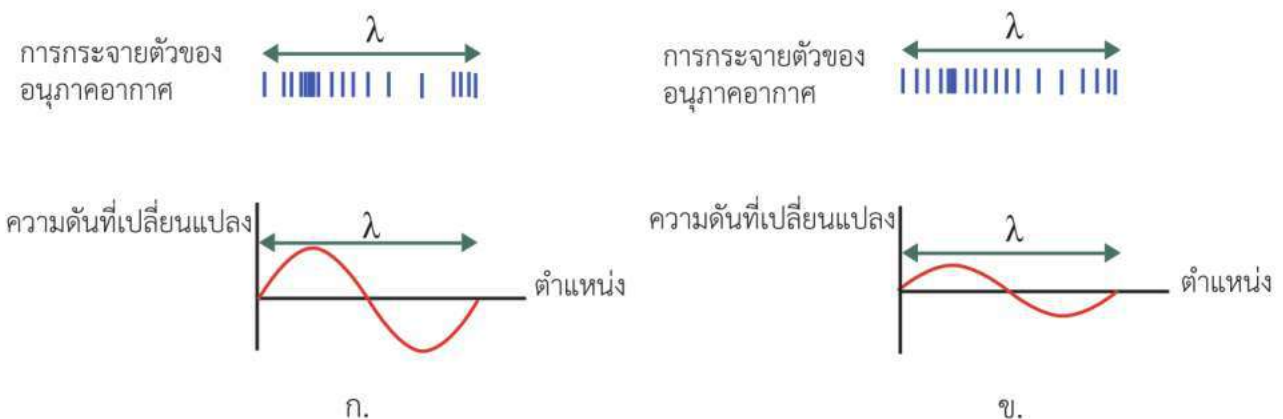 λ
การกระจายตัวของ
อนุภาคอากาศ
ความดันที่เปลี่ยนแปลง
λ
ตำแหน่ง
ก.
λ
การกระจายตัวของ
อนุภาคอากาศ
ความดันที่เปลี่ยนแปลง
λ
ตำแหน่ง
ข.